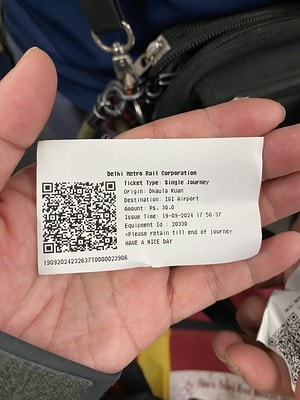 Delhi Metro Rail Corporation
Ticket Type: Single Journey
Origin: Dhaula Kuan
Destination: IGI Airport
Amount: Rs. 30.0
Issue Time: 19-09-2024 17:56:37
Equipment Id : 20330
*Please retain till end of journey
HAVE A NICE DAY
1909202423263710000022906